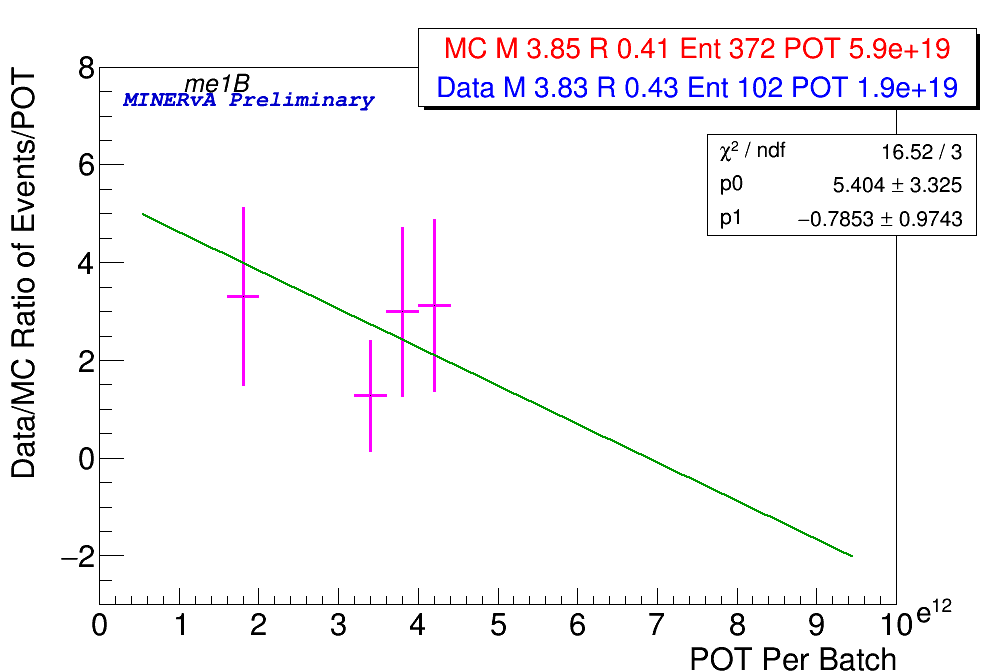 MC M 3.85 R 0.41 Ent 372 POT 5.9e+19
Data M 3.83 R 0.43 Ent 102 POT 1.9e+19
me1B
MINERvA Preliminary
χ² / ndf 16.52 / 3
p0 5.404 ± 3.325
p1 −0.7853 ± 0.9743
Data/MC Ratio of Events/POT
8
6
4
2
0
−2
0 1 2 3 4 5 6 7 8 9 10 e¹²
POT Per Batch